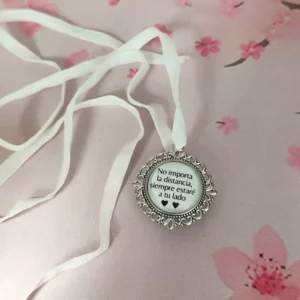 No importa
la distancia,
siempre estaré
a tu lado